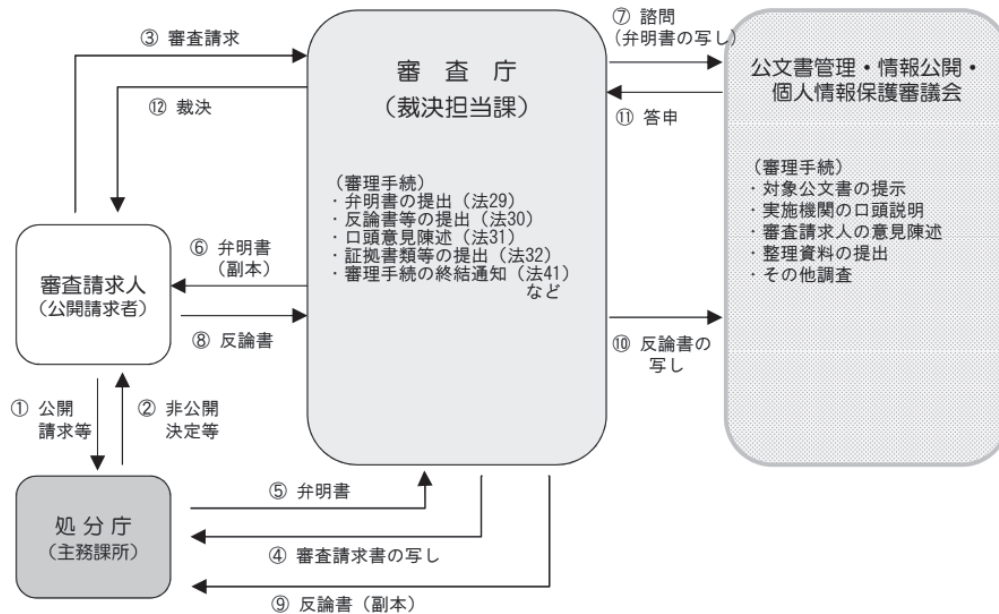 ③ 審査請求
⑫ 裁決
⑥ 弁明書
(副本)
審査請求人
(公開請求者)
⑧ 反論書
① 公開
請求等
② 非公開
決定等
処分庁
(主務課所)
⑤ 弁明書
④ 審査請求書の写し
⑨ 反論書（副本）
審　査　庁
(裁決担当課)
（審理手続）
・弁明書の提出（法29）
・反論書等の提出（法30）
・口頭意見陳述（法31）
・証拠書類等の提出（法32）
・審理手続の終結通知（法41）
など
⑦ 諮問
(弁明書の写し)
⑪ 答申
⑩ 反論書の
写し
公文書管理・情報公開・
個人情報保護審議会
（審理手続）
・対象公文書の提示
・実施機関の口頭説明
・審査請求人の意見陳述
・整理資料の提出
・その他調査